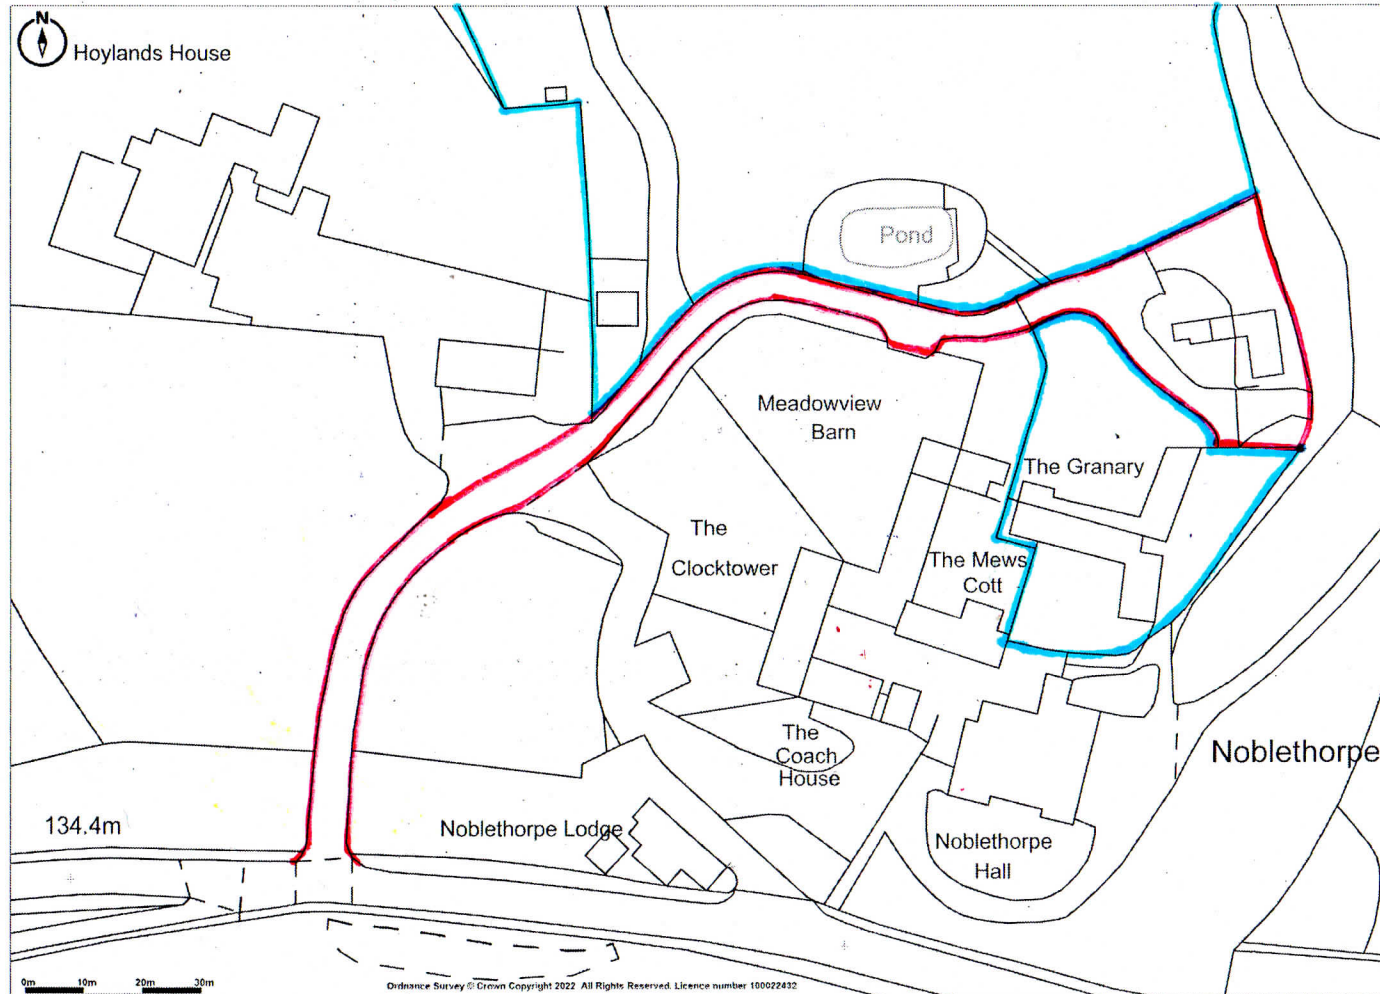 N
Hoylands House
Pond
Meadowview
Barn
The Granary
The
Clocktower
The Mews
Cott
The
Coach
House
Noblethorpe
134.4m
Noblethorpe Lodge
Noblethorpe
Hall
0m 10m 20m 30m
Ordnance Survey © Crown Copyright 2022 All Rights Reserved. Licence number 100022432